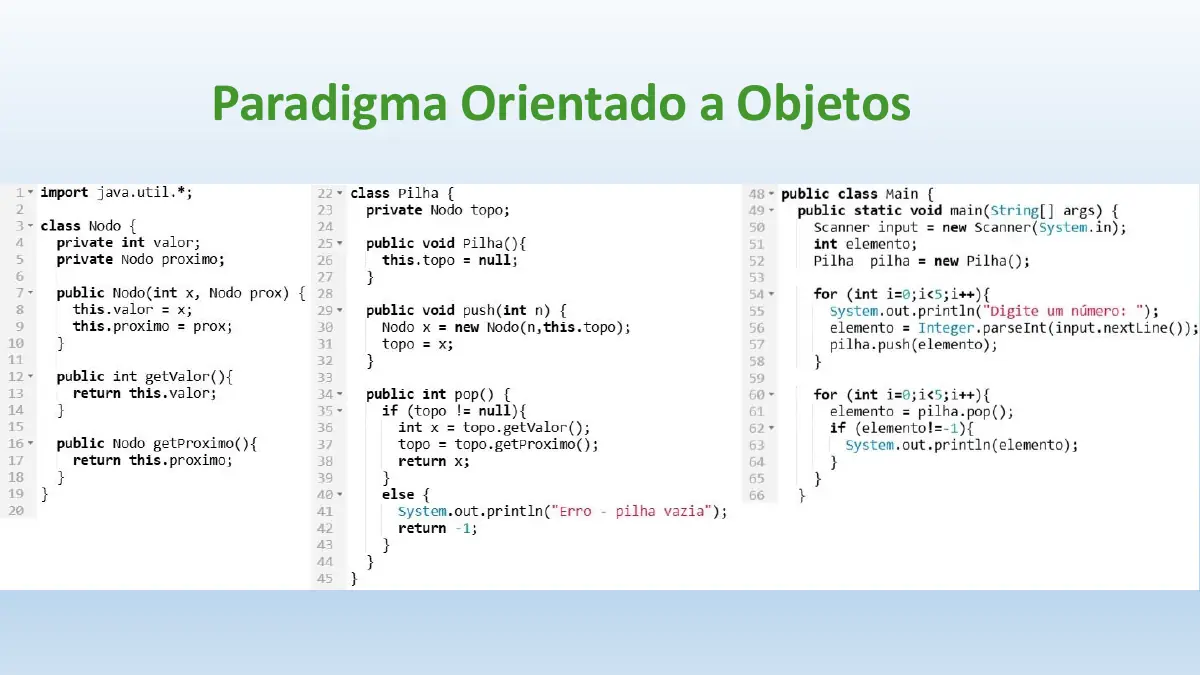 Paradigma Orientado a Objetos
1 import java.util.*;
2
3 class Nodo {
4 private int valor;
5 private Nodo proximo;
6
7 public Nodo(int x, Nodo prox) {
8 this.valor = x;
9 this.proximo = prox;
10 }
11
12 public int getValor(){
13 return this.valor;
14 }
15
16 public Nodo getProximo(){
17 return this.proximo;
18 }
19 }
20
22 class Pilha {
23 private Nodo topo;
24
25 public void Pilha(){
26 this.topo = null;
27 }
28
29 public void push(int n) {
30 Nodo x = new Nodo(n,this.topo);
31 topo = x;
32 }
33
34 public int pop() {
35 if (topo != null){
36 int x = topo.getValor();
37 topo = topo.getProximo();
38 return x;
39 }
40 else {
41 System.out.println("Erro - pilha vazia");
42 return -1;
43 }
44 }
45 }
48 public class Main {
49 public static void main(String[] args) {
50 Scanner input = new Scanner(System.in);
51 int elemento;
52 Pilha pilha = new Pilha();
53
54 for (int i=0;i<5;i++){
55 System.out.println("Digite um número: ");
56 elemento = Integer.parseInt(input.nextLine());
57 pilha.push(elemento);
58 }
59
60 for (int i=0;i<5;i++){
61 elemento = pilha.pop();
62 if (elemento!=-1){
63 System.out.println(elemento);
64 }
65 }
66 }